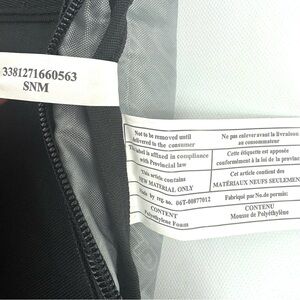 3381271660563
SNM
Not to be removed until
delivered to the consumer
Ne pas enlever avant la livraison
au consommateur
This label is affixed in compliance
with Provincial law
Cette étiquette est apposée
conformément à la loi de la province
This article contains
NEW MATERIAL ONLY
Cet article contient des
MATÉRIAUX NEUFS SEULEMENT
Made by reg no. 06T-00877012
Fabriqué par No.de permis:
CONTENT
Polyethylene Foam
CONTENU
Mousse de Polyéthylène